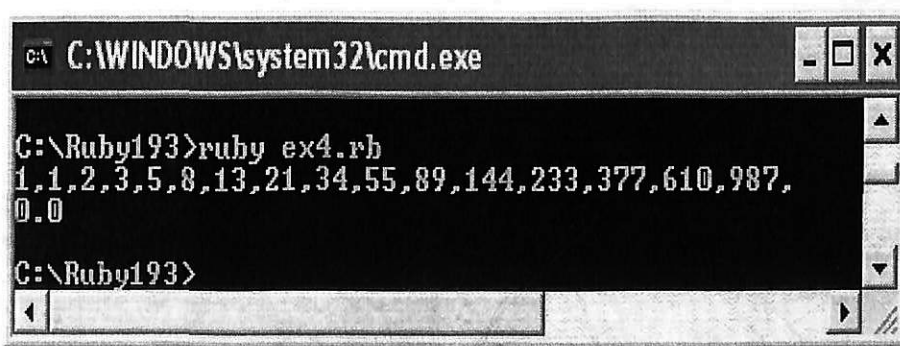 C:\WINDOWS\system32\cmd.exe
C:\Ruby193>ruby ex4.rb
1,1,2,3,5,8,13,21,34,55,89,144,233,377,610,987,
0.0
C:\Ruby193>